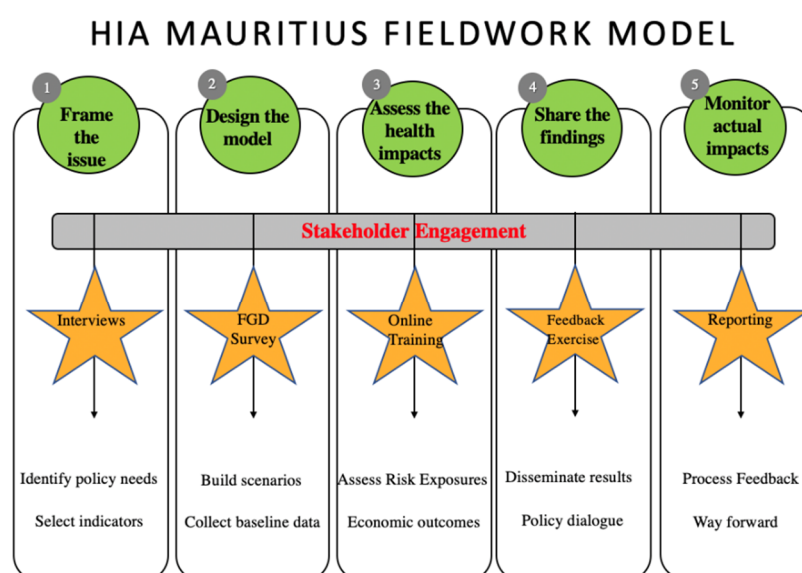 HIA MAURITIUS FIELDWORK MODEL
1
Frame
the
issue
2
Design the
model
3
Assess the
health
impacts
4
Share the
findings
5
Monitor
actual
impacts
Stakeholder Engagement
Interviews
FGD
Survey
Online
Training
Feedback
Exercise
Reporting
Identify policy needs
Select indicators
Build scenarios
Collect baseline data
Assess Risk Exposures
Economic outcomes
Disseminate results
Policy dialogue
Process Feedback
Way forward